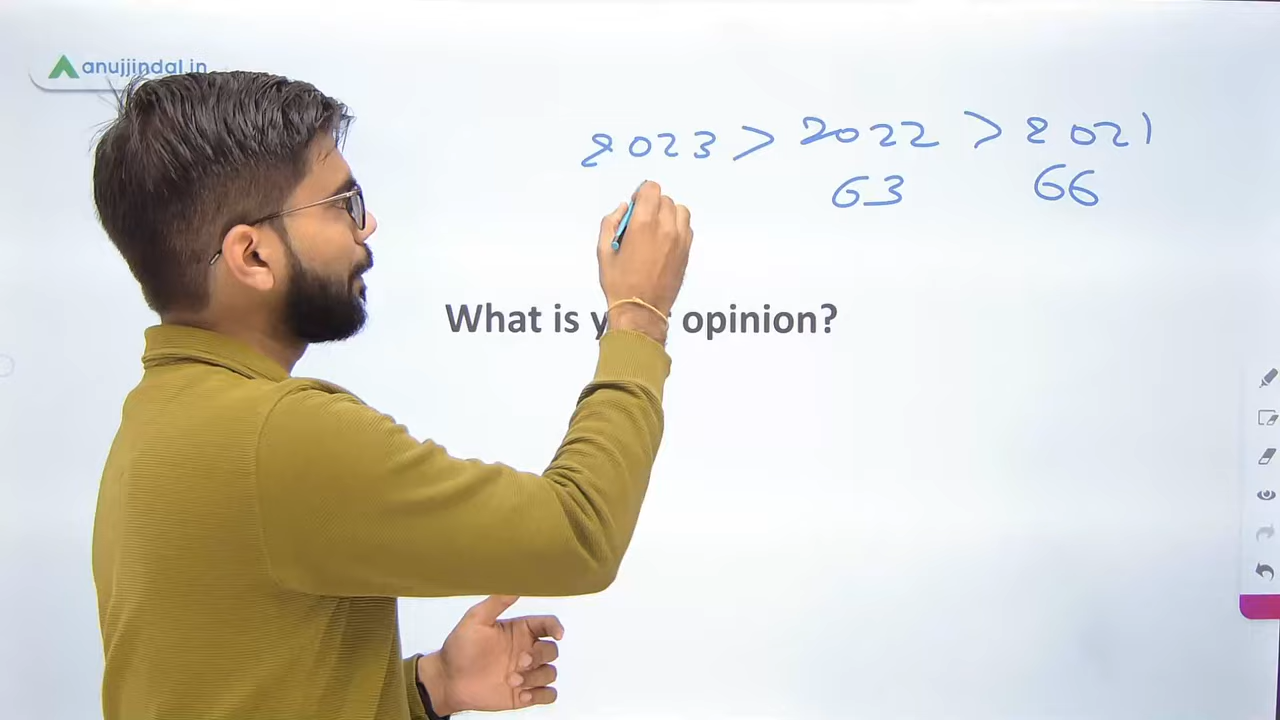 anujjindal.in
2023 > 2022 > 2021
63 66
What is opinion?